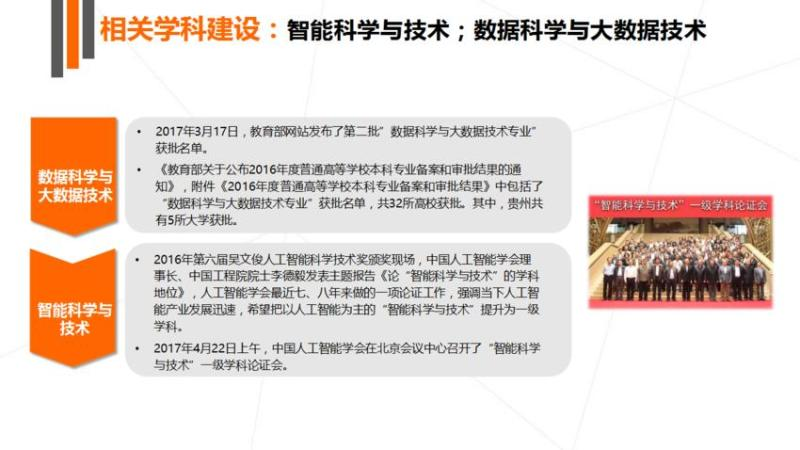 相关学科建设：智能科学与技术；数据科学与大数据技术
数据科学与
大数据技术
• 2017年3月17日，教育部网站发布了第二批"数据科学与大数据技术专业"
获批名单。
• 《教育部关于公布2016年度普通高等学校本科专业备案和审批结果的通
知》，附件《2016年度普通高等学校本科专业备案和审批结果》中包括了
"数据科学与大数据技术专业"获批名单，共32所高校获批。其中，贵州共
有5所大学获批。
"智能科学与技术"一级学科论证会
智能科学与
技术
• 2016年第六届吴文俊人工智能科学技术奖颁奖现场，中国人工智能学会理
事长、中国工程院院士李德毅发表主题报告《论"智能科学与技术"的学科
地位》，人工智能学会最近七、八年来做的一项论证工作，强调当下人工智
能产业发展迅速，希望把以人工智能为主的"智能科学与技术"提升为一级
学科。
• 2017年4月22日上午，中国人工智能学会在北京会议中心召开了"智能科学
与技术"一级学科论证会。